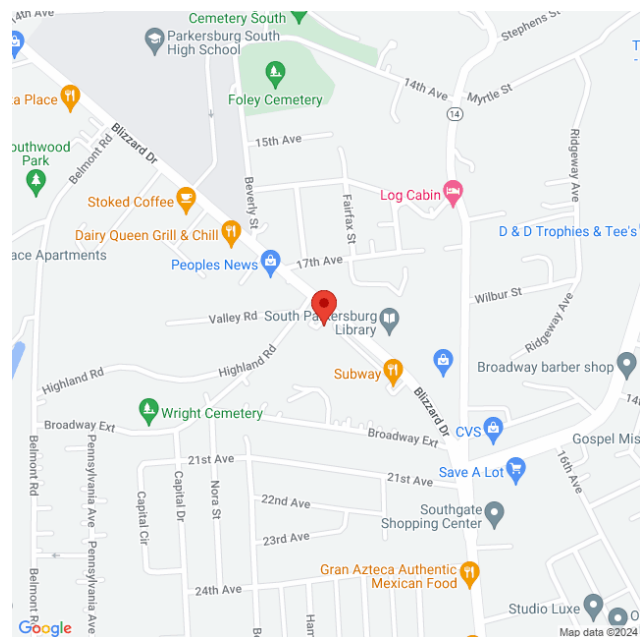 14th Ave
Cemetery South
Parkersburg South
High School
Stephens St
14th Ave
Myrtle St
Foley Cemetery
ta Place
Blizzard Dr
14
15th Ave
Belmont Rd
outhwood
Park
Ridgeway Ave
Log Cabin
Stoked Coffee
Beverly St
Fairfax St
Dairy Queen Grill & Chill
D & D Trophies & Tee's
ace Apartments
Peoples News
17th Ave
Wilbur St
Valley Rd
South Parkersburg
Library
Ridgeway Ave
Highland Rd
Subway
Broadway barber shop
Highland Rd
Blizzard Dr
14t
Wright Cemetery
Broadway Ext
Broadway Ext
CVS
Gospel Mis
21st Ave
Save A Lot
16th Ave
21st Ave
Belmont Rd
Pennsylvania Ave
Capital Cir
Capital Dr
Nora St
22nd Ave
Southgate
Shopping Center
23rd Ave
Pennsylvania Ave
Belmont Rd
Gran Azteca Authentic
Mexican Food
24th Ave
Studio Luxe
O
Beverly
Ham
Google
Map data ©2024